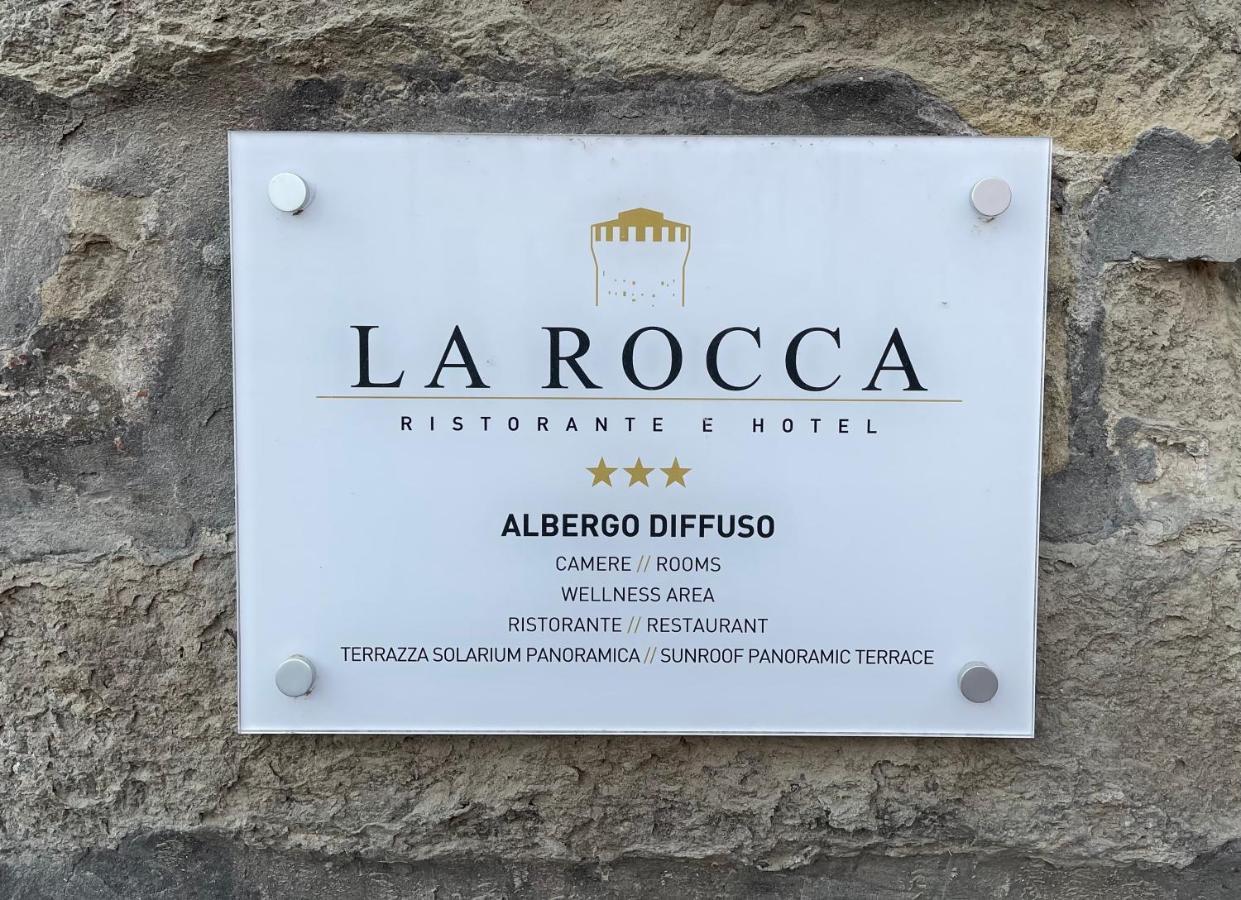 LA ROCCA
RISTORANTE E HOTEL
ALBERGO DIFFUSO
CAMERE // ROOMS
WELLNESS AREA
RISTORANTE // RESTAURANT
TERRAZZA SOLARIUM PANORAMICA // SUNROOF PANORAMIC TERRACE